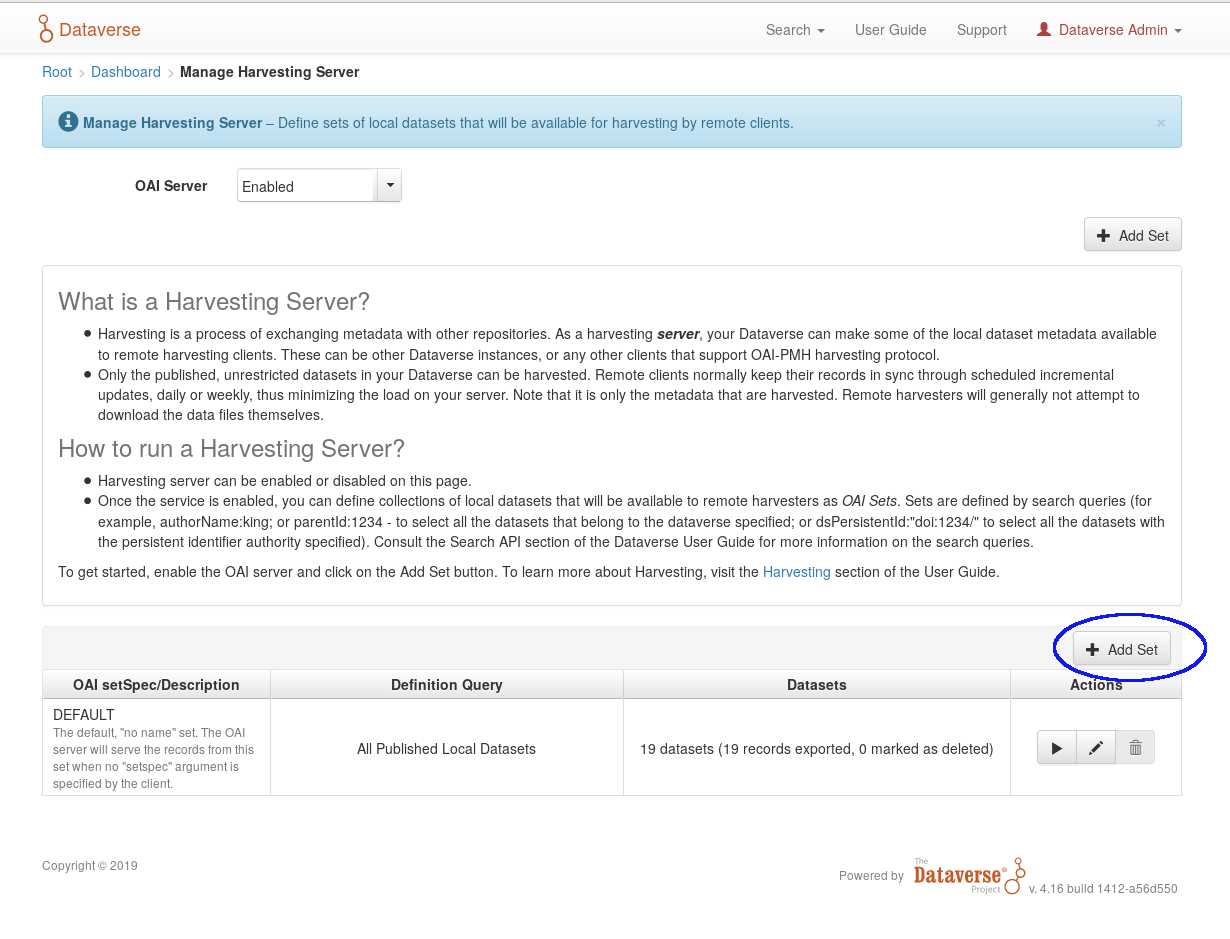 Dataverse
Search
User Guide
Support
Dataverse Admin
Root > Dashboard > Manage Harvesting Server
Manage Harvesting Server – Define sets of local datasets that will be available for harvesting by remote clients.
×
OAI Server
Enabled
Add Set
What is a Harvesting Server?
Harvesting is a process of exchanging metadata with other repositories. As a harvesting server, your Dataverse can make some of the local dataset metadata available
to remote harvesting clients. These can be other Dataverse instances, or any other clients that support OAI-PMH harvesting protocol.
Only the published, unrestricted datasets in your Dataverse can be harvested. Remote clients normally keep their records in sync through scheduled incremental
updates, daily or weekly, thus minimizing the load on your server. Note that it is only the metadata that are harvested. Remote harvesters will generally not attempt to
download the data files themselves.
How to run a Harvesting Server?
Harvesting server can be enabled or disabled on this page.
Once the service is enabled, you can define collections of local datasets that will be available to remote harvesters as OAI Sets. Sets are defined by search queries (for
example, authorName:king; or parentId:1234 - to select all the datasets that belong to the dataverse specified; or dsPersistentId:"doi:1234/" to select all the datasets with
the persistent identifier authority specified). Consult the Search API section of the Dataverse User Guide for more information on the search queries.
To get started, enable the OAI server and click on the Add Set button. To learn more about Harvesting, visit the Harvesting section of the User Guide.
Add Set
OAI setSpec/Description
Definition Query
Datasets
Actions
DEFAULT
The default, "no name" set. The OAI
server will serve the records from this
set when no "setspec" argument is
specified by the client.
All Published Local Datasets
19 datasets (19 records exported, 0 marked as deleted)
Copyright © 2019
Powered by
The
Dataverse®
Project
v. 4.16 build 1412-a56d550